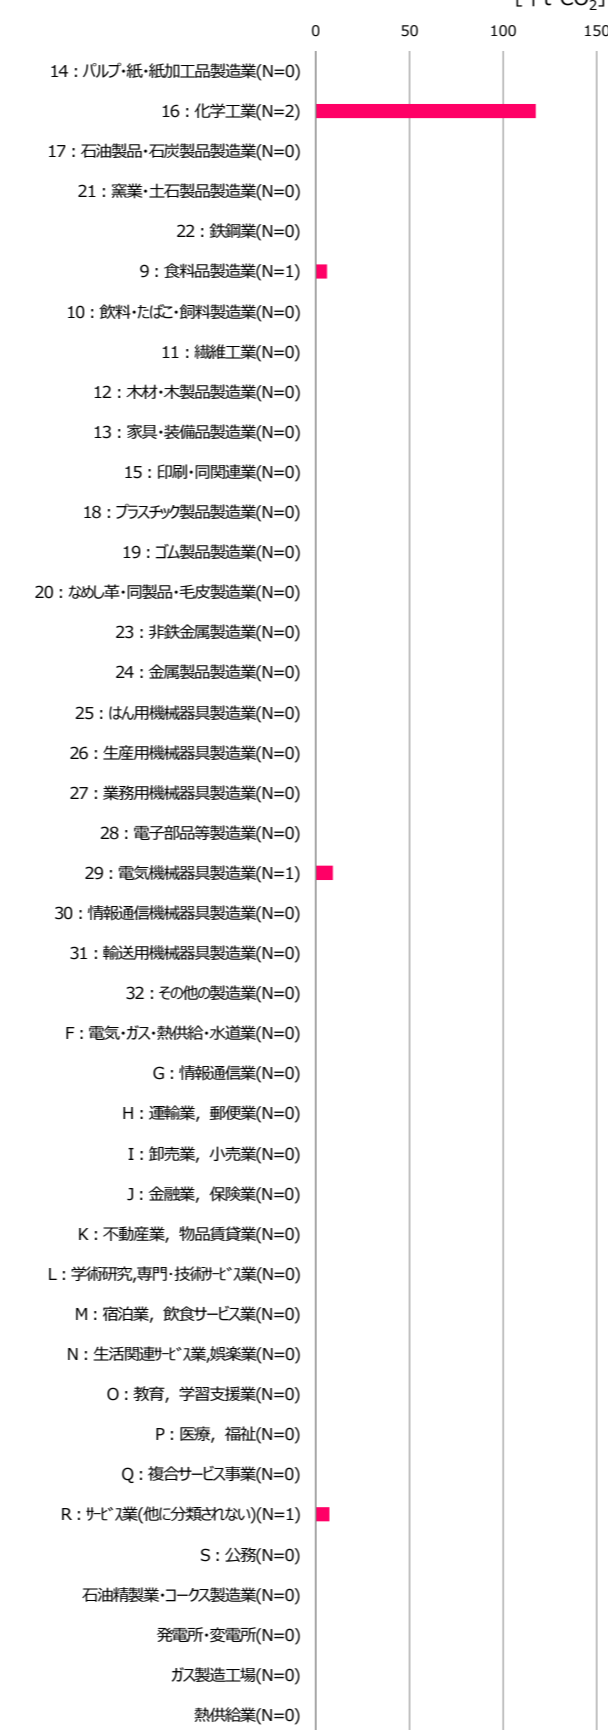 t-CO2]
0 50 100 150
14：パルプ・紙・紙加工品製造業(N=0)
16：化学工業(N=2)
17：石油製品・石炭製品製造業(N=0)
21：窯業・土石製品製造業(N=0)
22：鉄鋼業(N=0)
9：食料品製造業(N=1)
10：飲料・たばこ・飼料製造業(N=0)
11：繊維工業(N=0)
12：木材・木製品製造業(N=0)
13：家具・装備品製造業(N=0)
15：印刷・同関連業(N=0)
18：プラスチック製品製造業(N=0)
19：ゴム製品製造業(N=0)
20：なめし革・同製品・毛皮製造業(N=0)
23：非鉄金属製造業(N=0)
24：金属製品製造業(N=0)
25：はん用機械器具製造業(N=0)
26：生産用機械器具製造業(N=0)
27：業務用機械器具製造業(N=0)
28：電子部品等製造業(N=0)
29：電気機械器具製造業(N=1)
30：情報通信機械器具製造業(N=0)
31：輸送用機械器具製造業(N=0)
32：その他の製造業(N=0)
F：電気・ガス・熱供給・水道業(N=0)
G：情報通信業(N=0)
H：運輸業，郵便業(N=0)
I：卸売業，小売業(N=0)
J：金融業，保険業(N=0)
K：不動産業，物品賃貸業(N=0)
L：学術研究,専門・技術ｻｰﾋﾞｽ業(N=0)
M：宿泊業，飲食サービス業(N=0)
N：生活関連ｻｰﾋﾞｽ業,娯楽業(N=0)
O：教育，学習支援業(N=0)
P：医療，福祉(N=0)
Q：複合サービス事業(N=0)
R：ｻｰﾋﾞｽ業(他に分類されない)(N=1)
S：公務(N=0)
石油精製業・コークス製造業(N=0)
発電所・変電所(N=0)
ガス製造工場(N=0)
熱供給業(N=0)